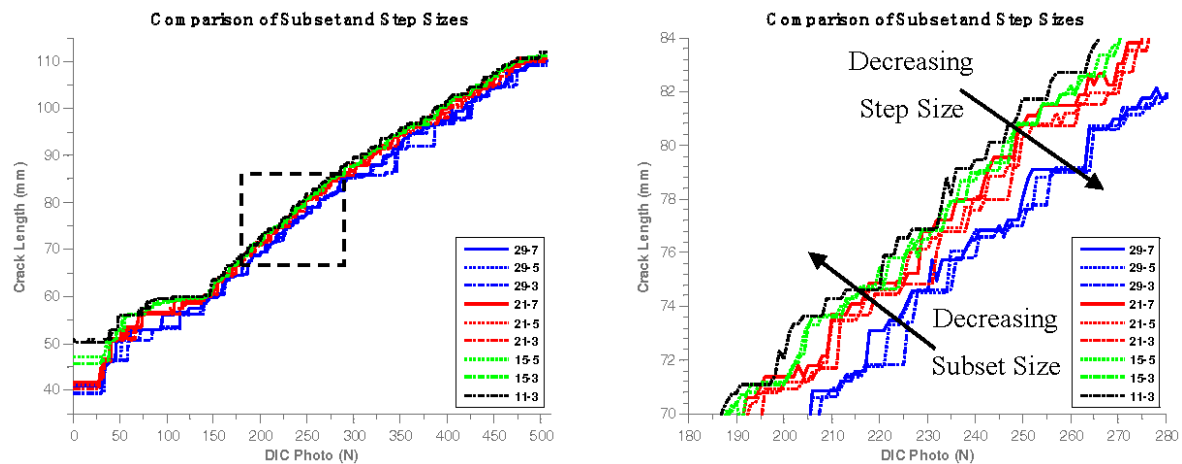 Comparison of Subset and Step Sizes
Crack Length (mm)
110
100
90
80
70
60
50
40
0 50 100 150 200 250 300 350 400 450 500
DIC Photo (N)
29-7
29-5
29-3
21-7
21-5
21-3
15-5
15-3
11-3
Comparison of Subset and Step Sizes
Crack Length (mm)
84
82
80
78
76
74
72
70
180 190 200 210 220 230 240 250 260 270 280
DIC Photo (N)
Decreasing
Step Size
Decreasing
Subset Size
29-7
29-5
29-3
21-7
21-5
21-3
15-5
15-3
11-3